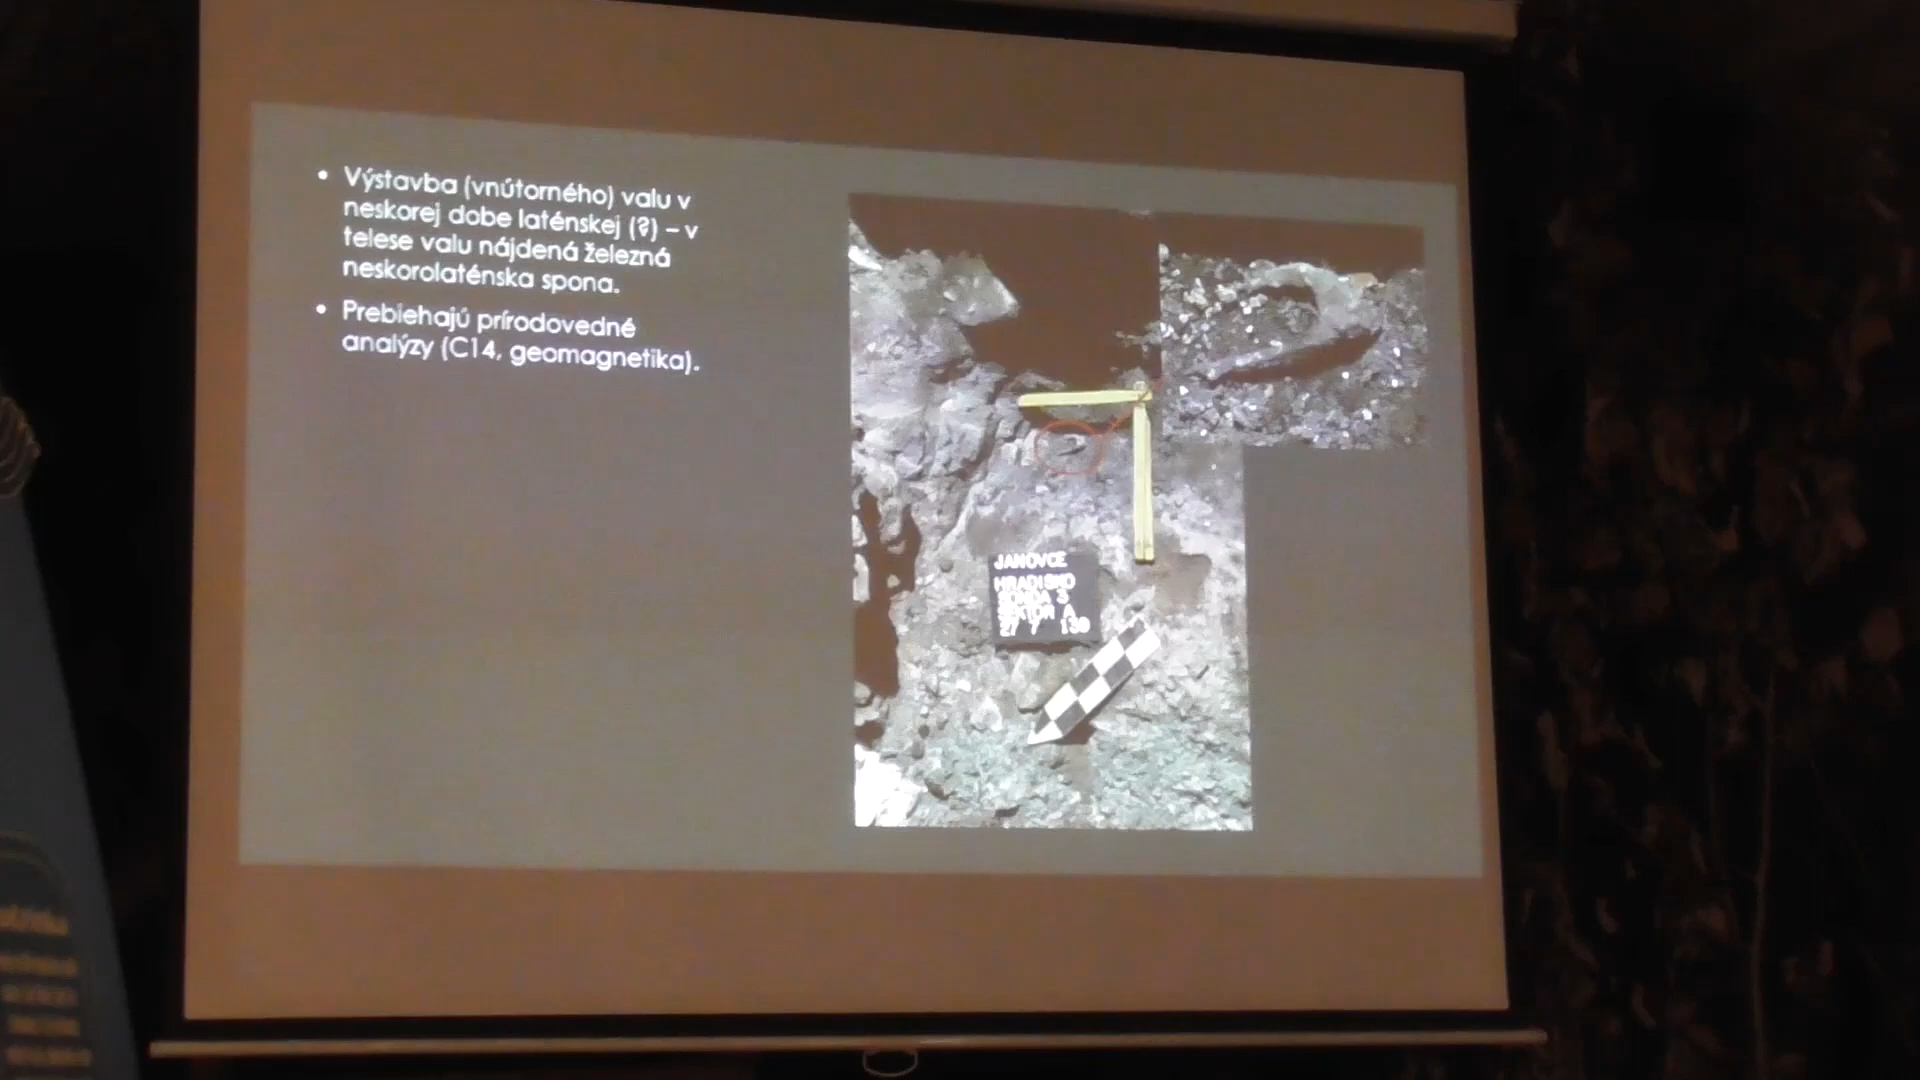 • Výstavba (vnútorného) valu v
neskorej dobe laténskej (?) – v
telese valu nájdená železná
neskorolaténska spona.
• Prebiehajú prírodovedné
analýzy (C14, geomagnetika).
JANOVCE
HRADISKO
SONDA 3
SEKTOR A